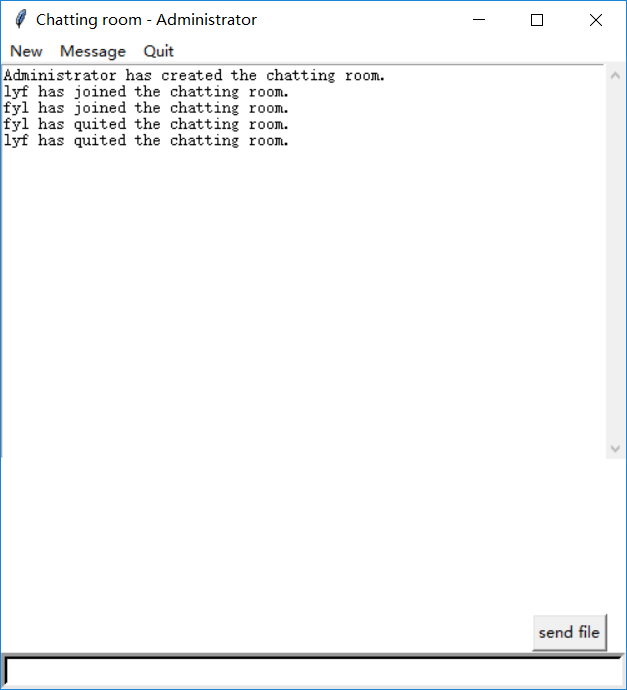 Chatting room - Administrator
New Message Quit
Administrator has created the chatting room.
lyf has joined the chatting room.
fyl has joined the chatting room.
fyl has quited the chatting room.
lyf has quited the chatting room.
send file